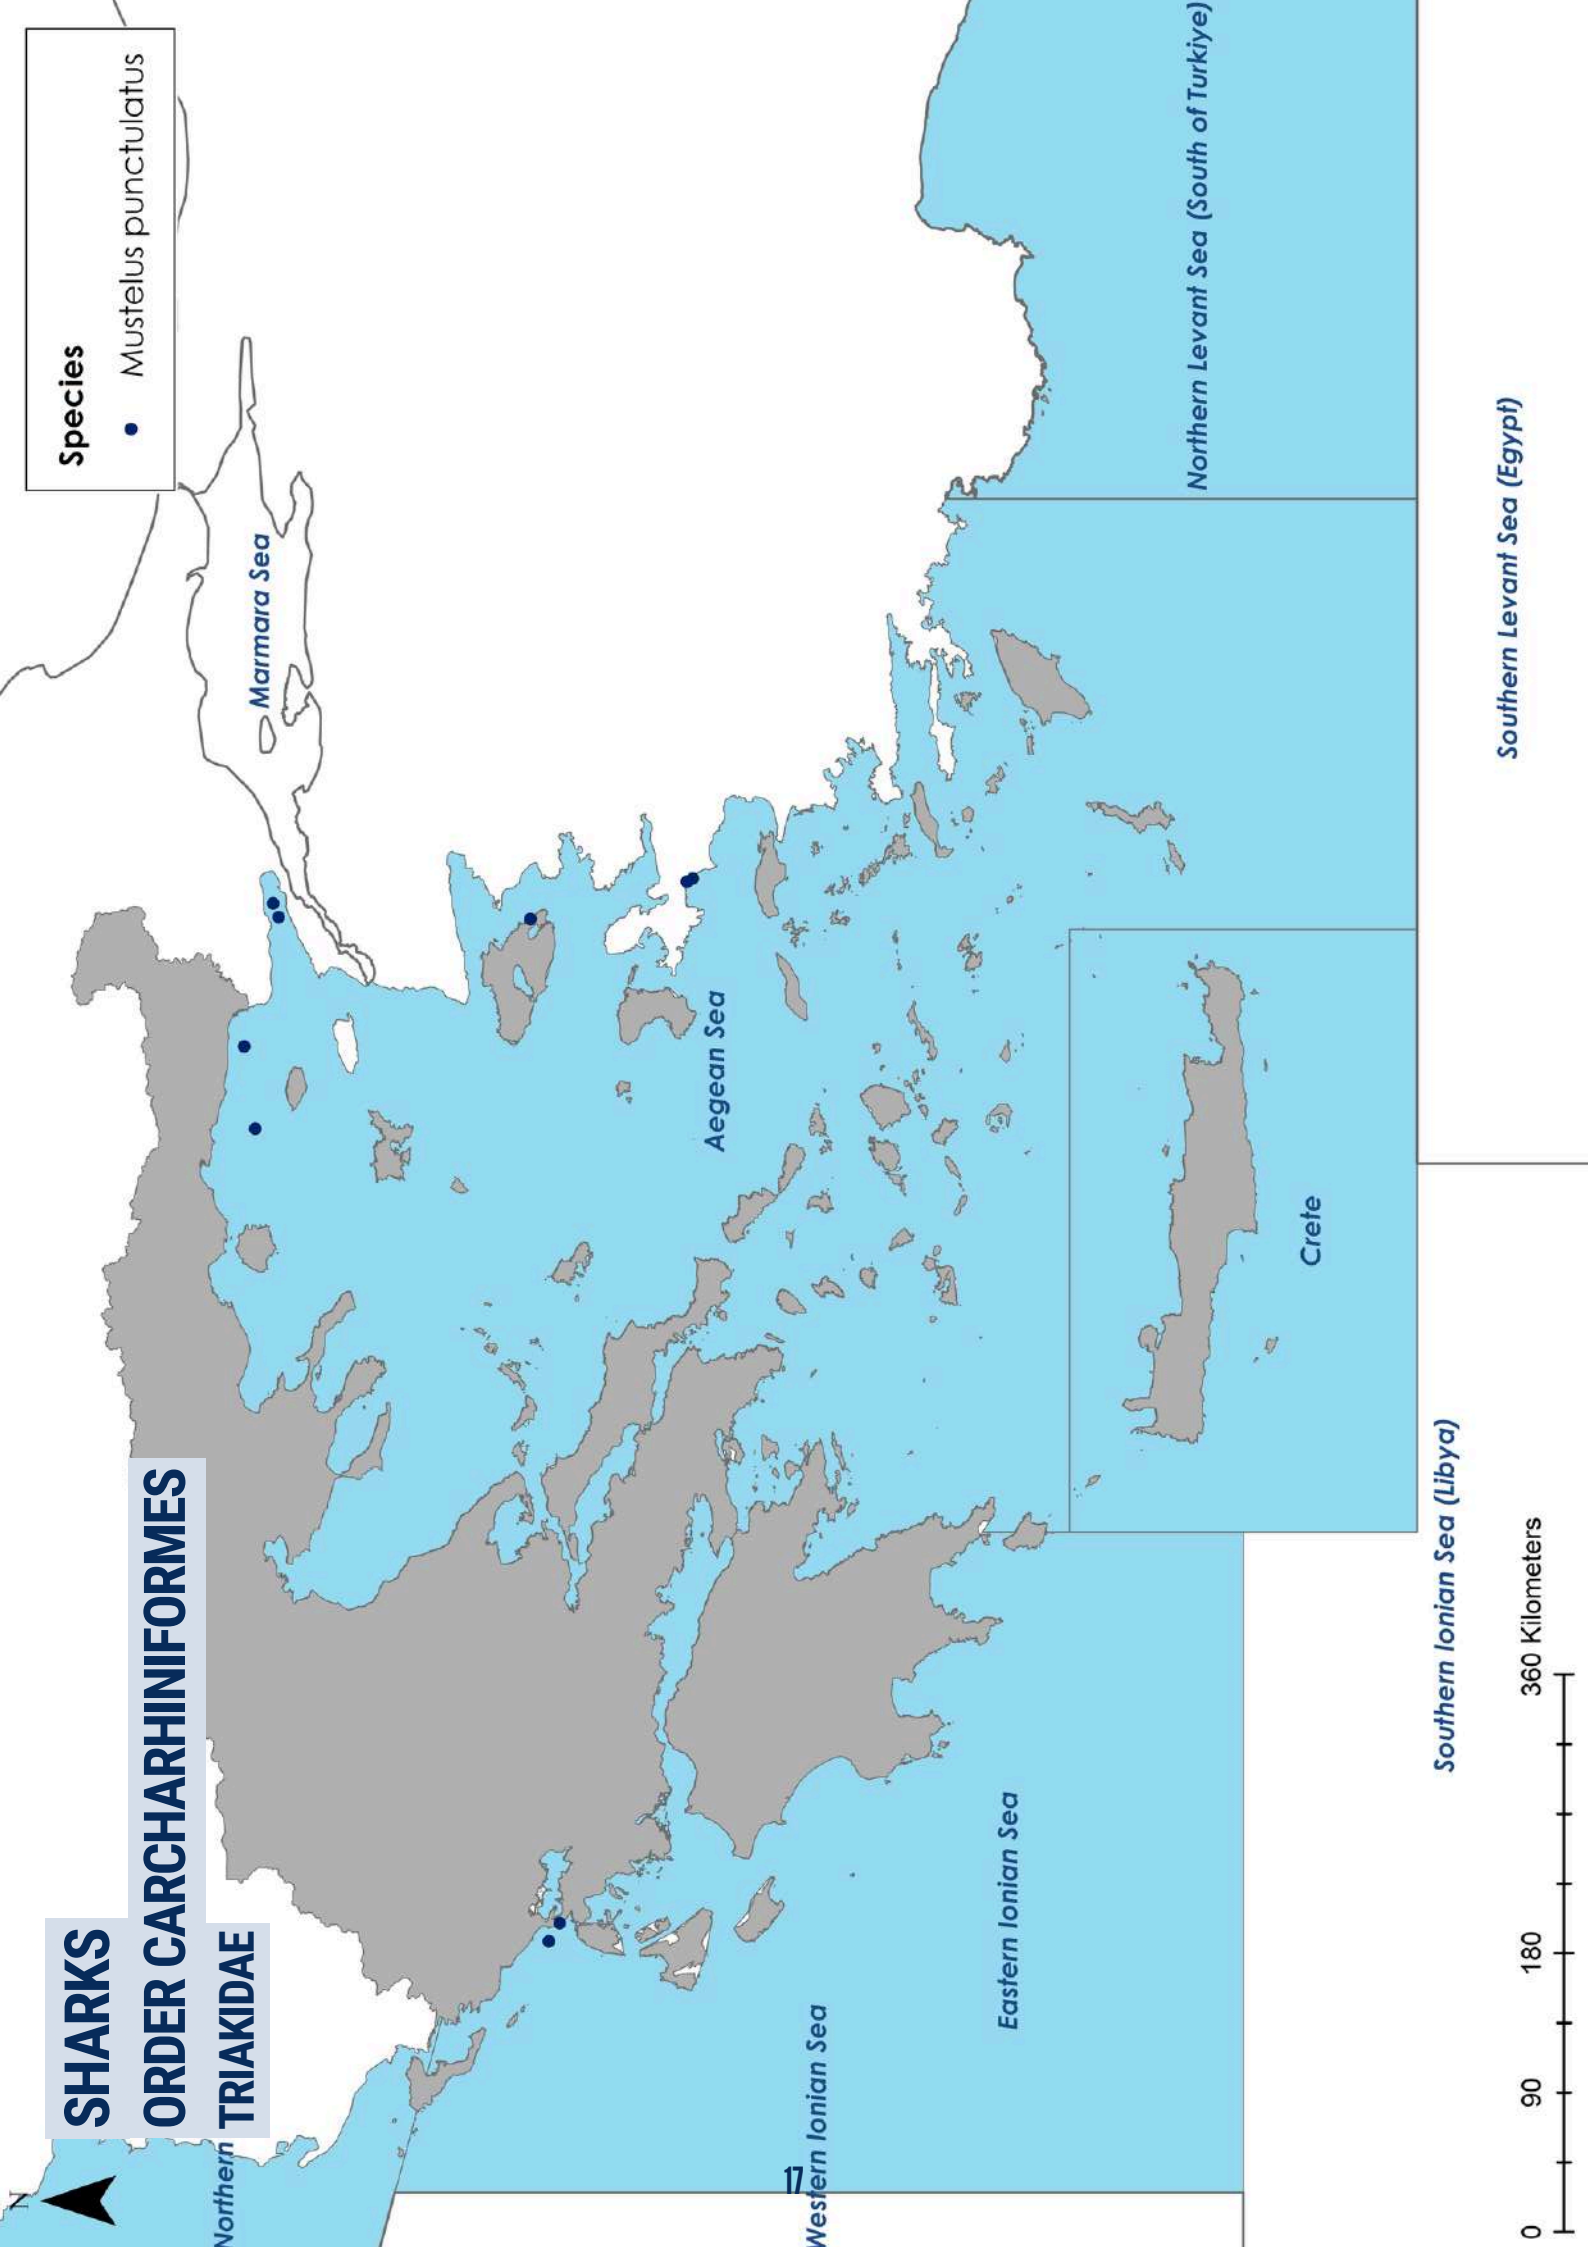 SHARKS
ORDER CARCHARHINIFORMES
TRIAKIDAE
Species
Mustelus punctulatus
N
Northern
Marmara Sea
Aegean Sea
Western Ionian Sea
Eastern Ionian Sea
Northern Levant Sea (South of Turkiye)
Crete
Southern Ionian Sea (Libya)
Southern Levant Sea (Egypt)
0 90 180 360 Kilometers
17